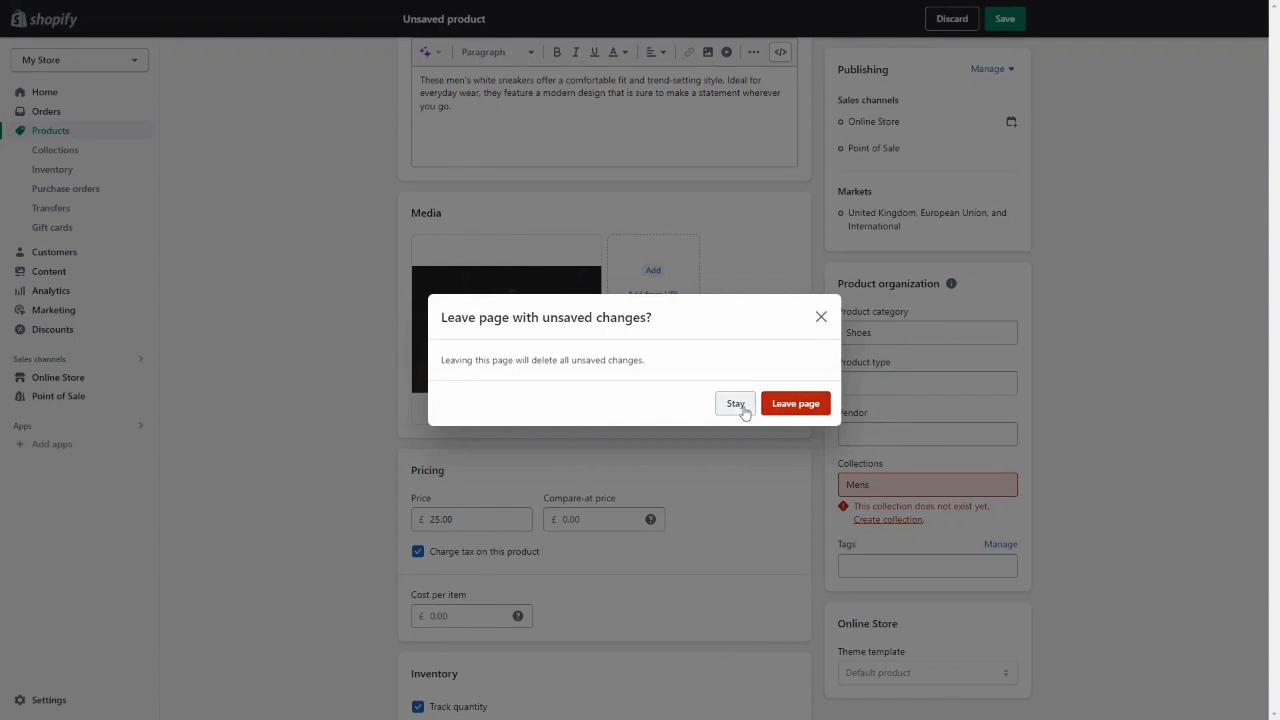 shopify
Unsaved product
Discard
Save
My Store
Home
Orders
Products
Collections
Inventory
Purchase orders
Transfers
Gift cards
Customers
Content
Analytics
Marketing
Discounts
Sales channels
Online Store
Point of Sale
Apps
Add apps
Settings
Paragraph
B I U A
These men's white sneakers offer a comfortable fit and trend-setting style. Ideal for
everyday wear, they feature a modern design that is sure to make a statement wherever
you go.
Media
Add
Add from URL
Leave page with unsaved changes?
Leaving this page will delete all unsaved changes.
Stay
Leave page
Pricing
Price
Compare-at price
£ 25.00
£ 0.00
Charge tax on this product
Cost per item
£ 0.00
Inventory
Track quantity
Publishing
Manage
Sales channels
Online Store
Point of Sale
Markets
United Kingdom, European Union, and
International
Product organization
Product category
Shoes
Product type
Vendor
Collections
Mens
This collection does not exist yet.
Create collection.
Tags
Manage
Online Store
Theme template
Default product